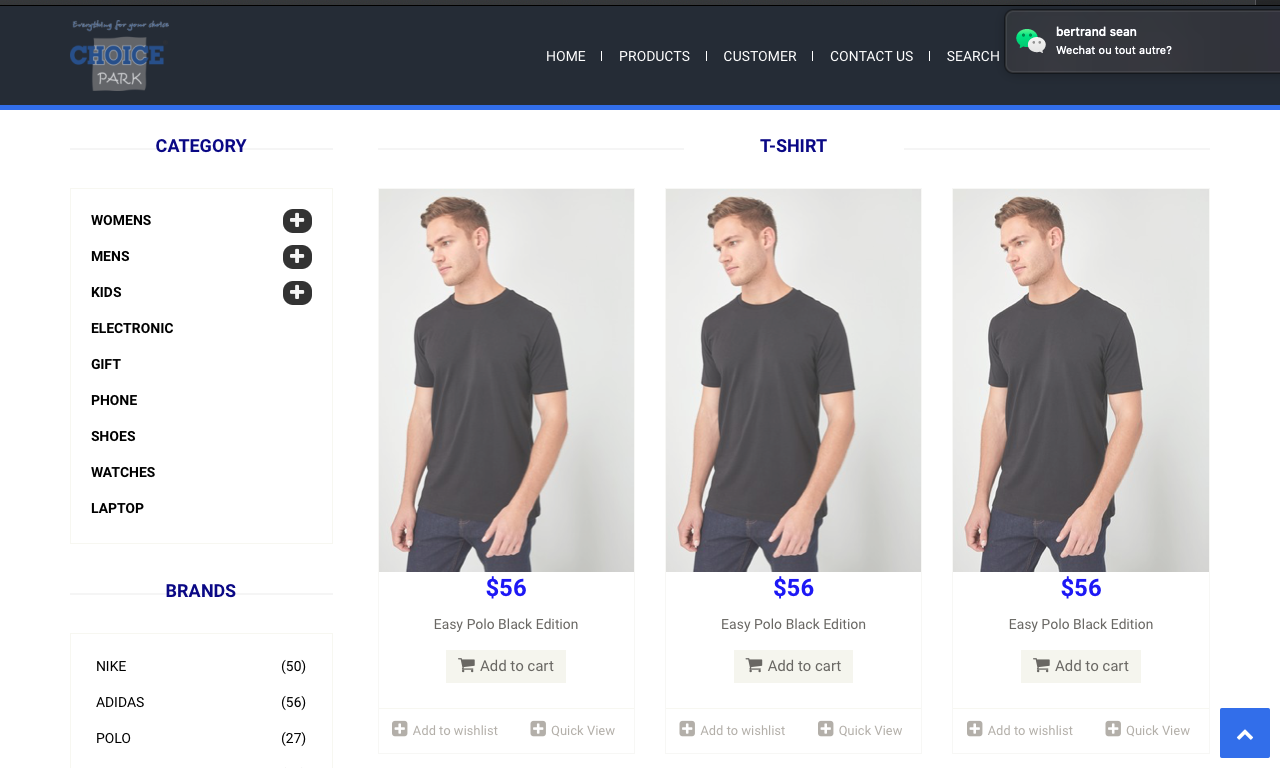 Everything for your choise
CHOICE
PARK
HOME
PRODUCTS
CUSTOMER
CONTACT US
SEARCH
bertrand sean
Wechat ou tout autre?
CATEGORY
WOMENS
MENS
KIDS
ELECTRONIC
GIFT
PHONE
SHOES
WATCHES
LAPTOP
BRANDS
NIKE (50)
ADIDAS (56)
POLO (27)
T-SHIRT
$56
Easy Polo Black Edition
Add to cart
Add to wishlist
Quick View
$56
Easy Polo Black Edition
Add to cart
Add to wishlist
Quick View
$56
Easy Polo Black Edition
Add to cart
Add to wishlist
Quick View